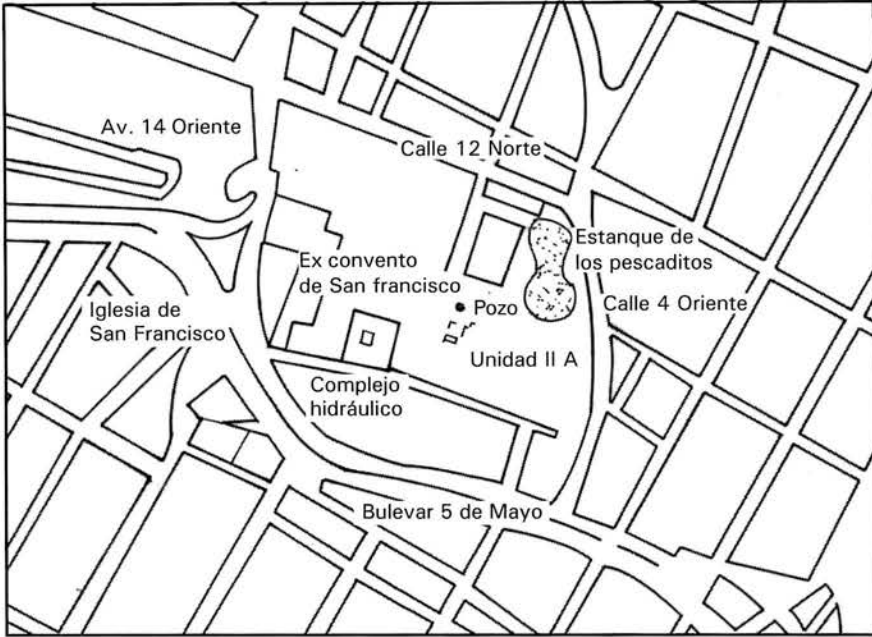 Av. 14 Oriente
Calle 12 Norte
Estanque de
los pescaditos
Ex convento
de San francisco
Pozo
Calle 4 Oriente
Iglesia de
San Francisco
Unidad II A
Complejo
hidráulico
Bulevar 5 de Mayo